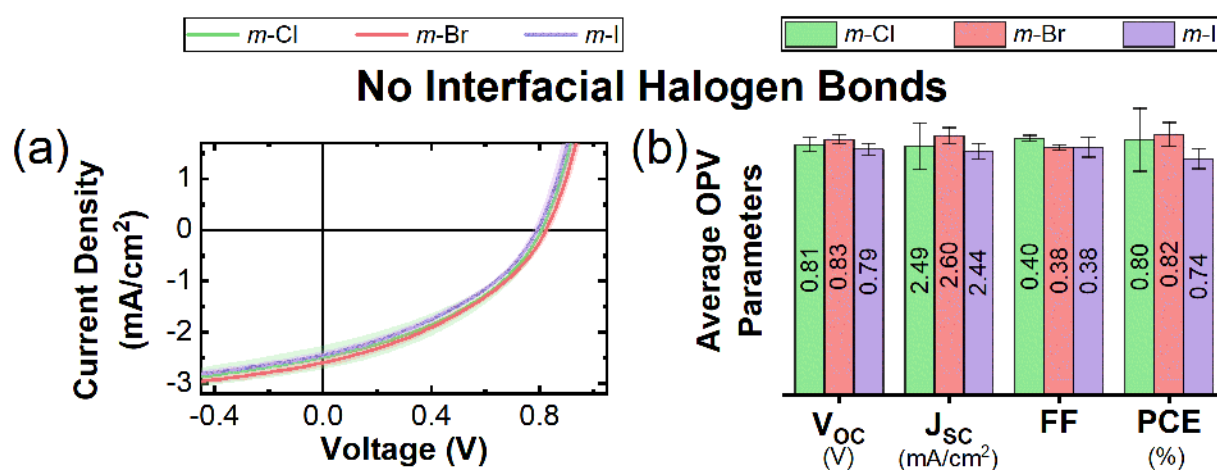 m-Cl m-Br m-I
m-Cl m-Br m-I
No Interfacial Halogen Bonds
(a)
Current Density
(mA/cm²)
1
0
-1
-2
-3
-0.4 0.0 0.4 0.8
Voltage (V)
(b)
Average OPV
Parameters
0.81 0.83 0.79 2.49 2.60 2.44 0.40 0.38 0.38 0.80 0.82 0.74
V_OC J_SC FF PCE
(V) (mA/cm²) (%)